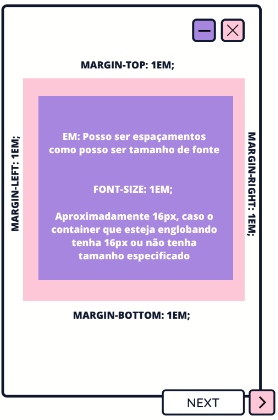 MARGIN-TOP: 1EM;
MARGIN-LEFT: 1EM;
EM: Posso ser espaçamentos
como posso ser tamanho de fonte
FONT-SIZE: 1EM;
Aproximadamente 16px, caso o
container que esteja englobando
tenha 16px ou não tenha
tamanho especificado
MARGIN-RIGHT: 1EM;
MARGIN-BOTTOM: 1EM;
NEXT